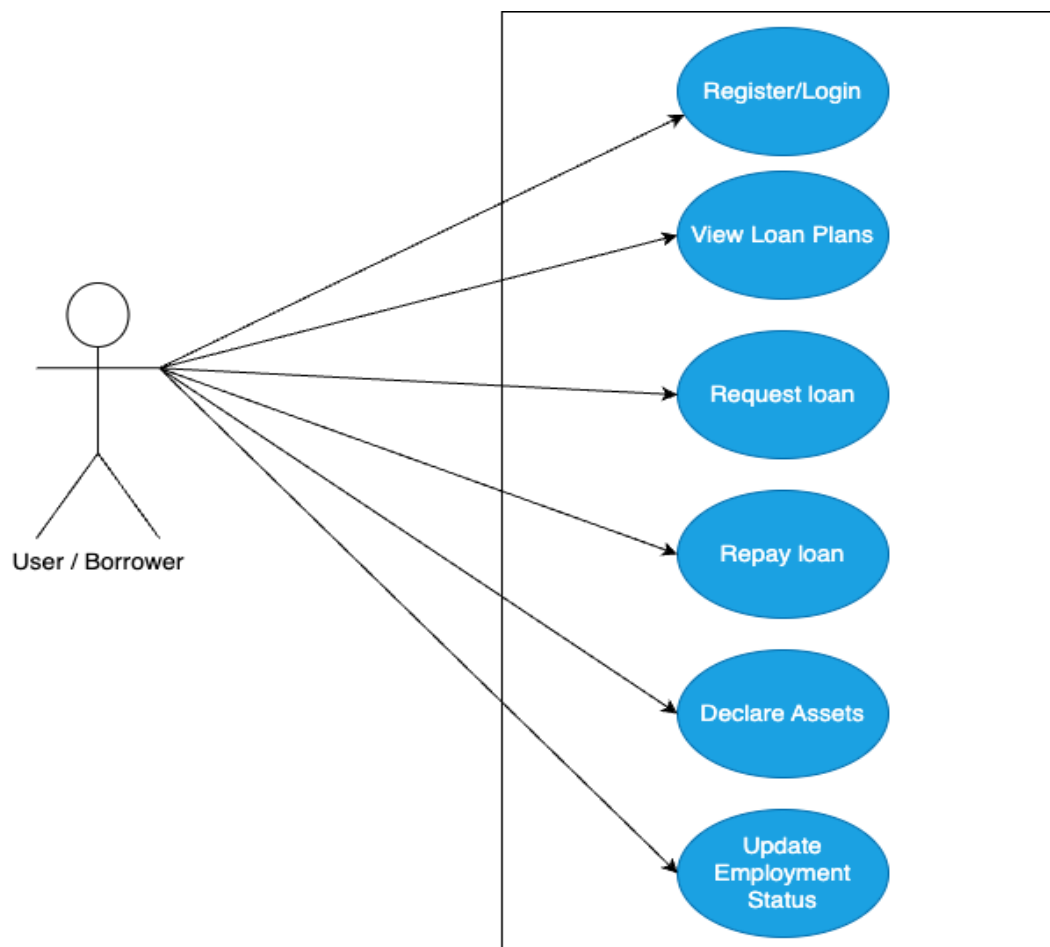 Register/Login
View Loan Plans
Request loan
User / Borrower
Repay loan
Declare Assets
Update
Employment
Status